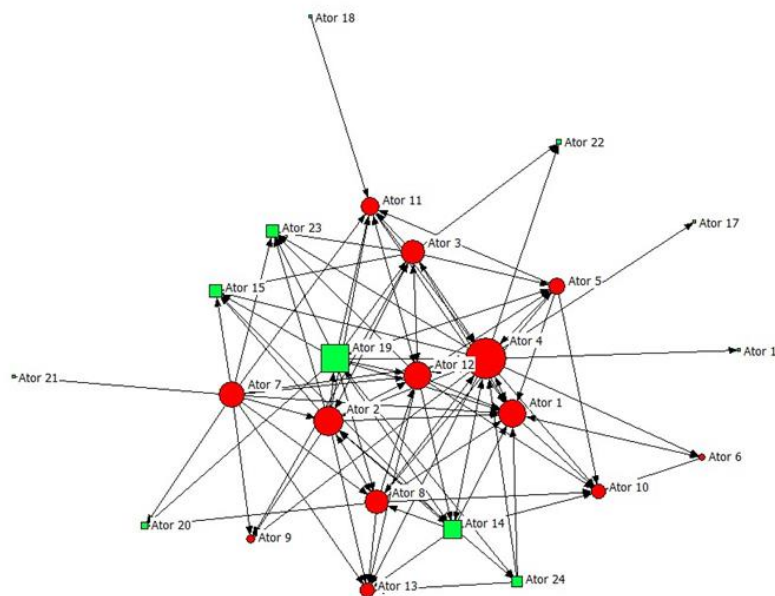 Ator 18
Ator 22
Ator 11
Ator 17
Ator 23
Ator 3
Ator 5
Ator 15
Ator 4
Ator 19
Ator 1
Ator 12
Ator 21
Ator 7
Ator 2
Ator 1
Ator 6
Ator 8
Ator 10
Ator 20
Ator 14
Ator 9
Ator 24
Ator 13